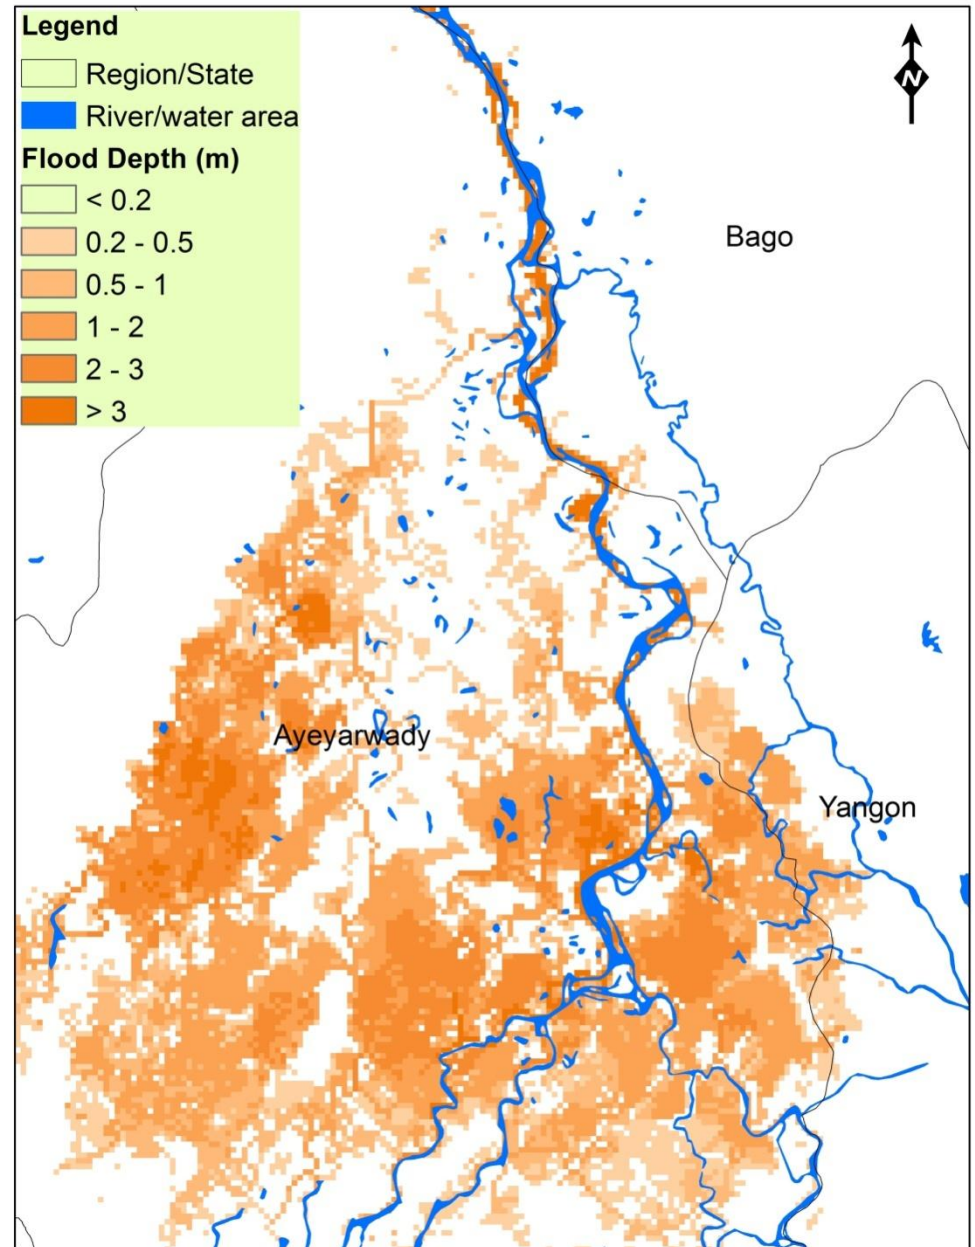 Legend
Region/State
River/water area
Flood Depth (m)
< 0.2
0.2 - 0.5
0.5 - 1
1 - 2
2 - 3
> 3
N
Bago
Ayeyarwady
Yangon